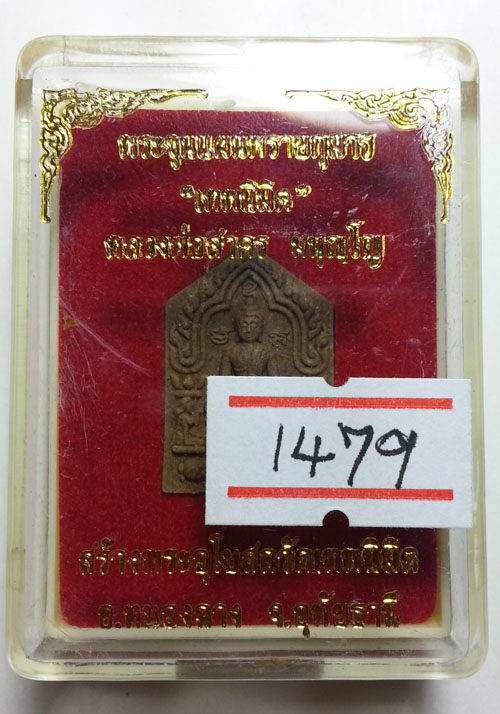 พระขุนแผนพรายกุมาร
"เทพนิมิต"
หลวงพ่อสาคร มนุญฺโญ
1479
สร้างพระอุโบสถวัดเทพนิมิต
อ.หนองฉาง จ.อุทัยธานี